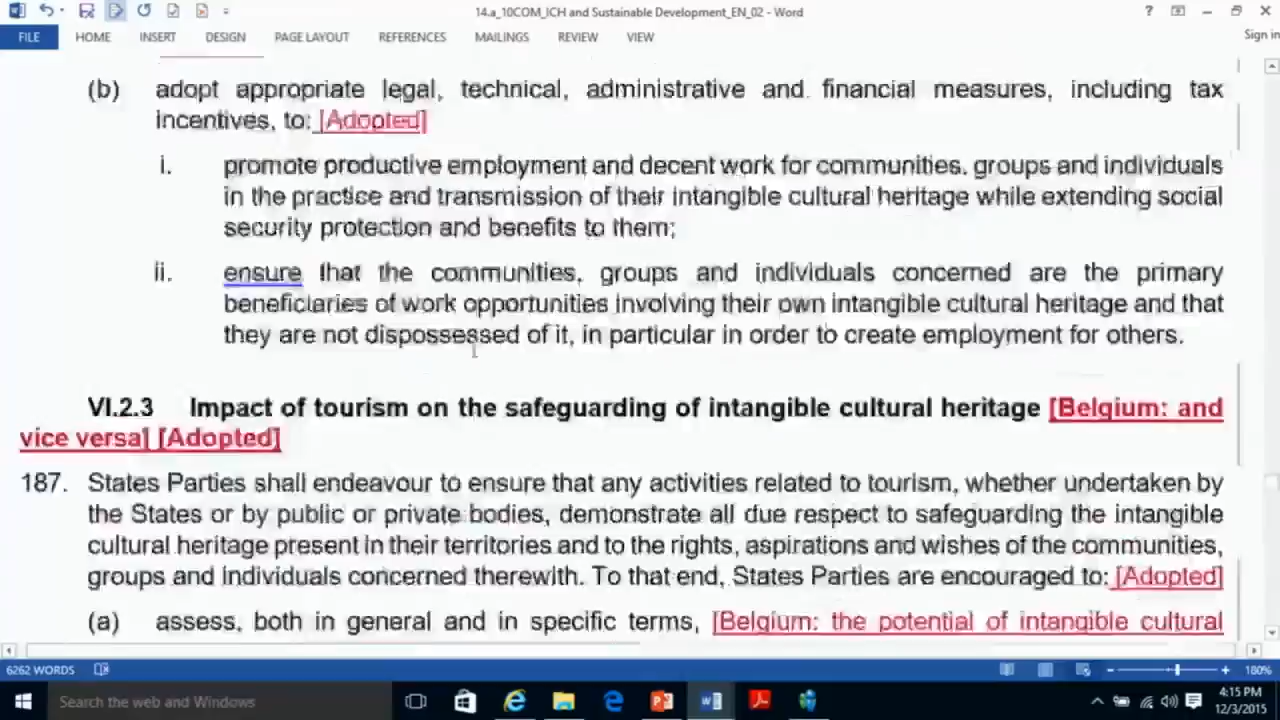 14.a_10COM_ICH and Sustainable Development_EN_02 - Word
FILE HOME INSERT DESIGN PAGE LAYOUT REFERENCES MAILINGS REVIEW VIEW Sign in
(b) adopt appropriate legal, technical, administrative and financial measures, including tax
incentives, to: [Adopted]
i. promote productive employment and decent work for communities, groups and individuals
in the practice and transmission of their intangible cultural heritage while extending social
security protection and benefits to them;
ii. ensure that the communities, groups and individuals concerned are the primary
beneficiaries of work opportunities involving their own intangible cultural heritage and that
they are not dispossessed of it, in particular in order to create employment for others.
VI.2.3 Impact of tourism on the safeguarding of intangible cultural heritage [Belgium: and
vice versa] [Adopted]
187. States Parties shall endeavour to ensure that any activities related to tourism, whether undertaken by
the States or by public or private bodies, demonstrate all due respect to safeguarding the intangible
cultural heritage present in their territories and to the rights, aspirations and wishes of the communities,
groups and individuals concerned therewith. To that end, States Parties are encouraged to: [Adopted]
(a) assess, both in general and in specific terms, [Belgium: the potential of intangible cultural
6262 WORDS 180%
Search the web and Windows
4:15 PM
12/3/2015